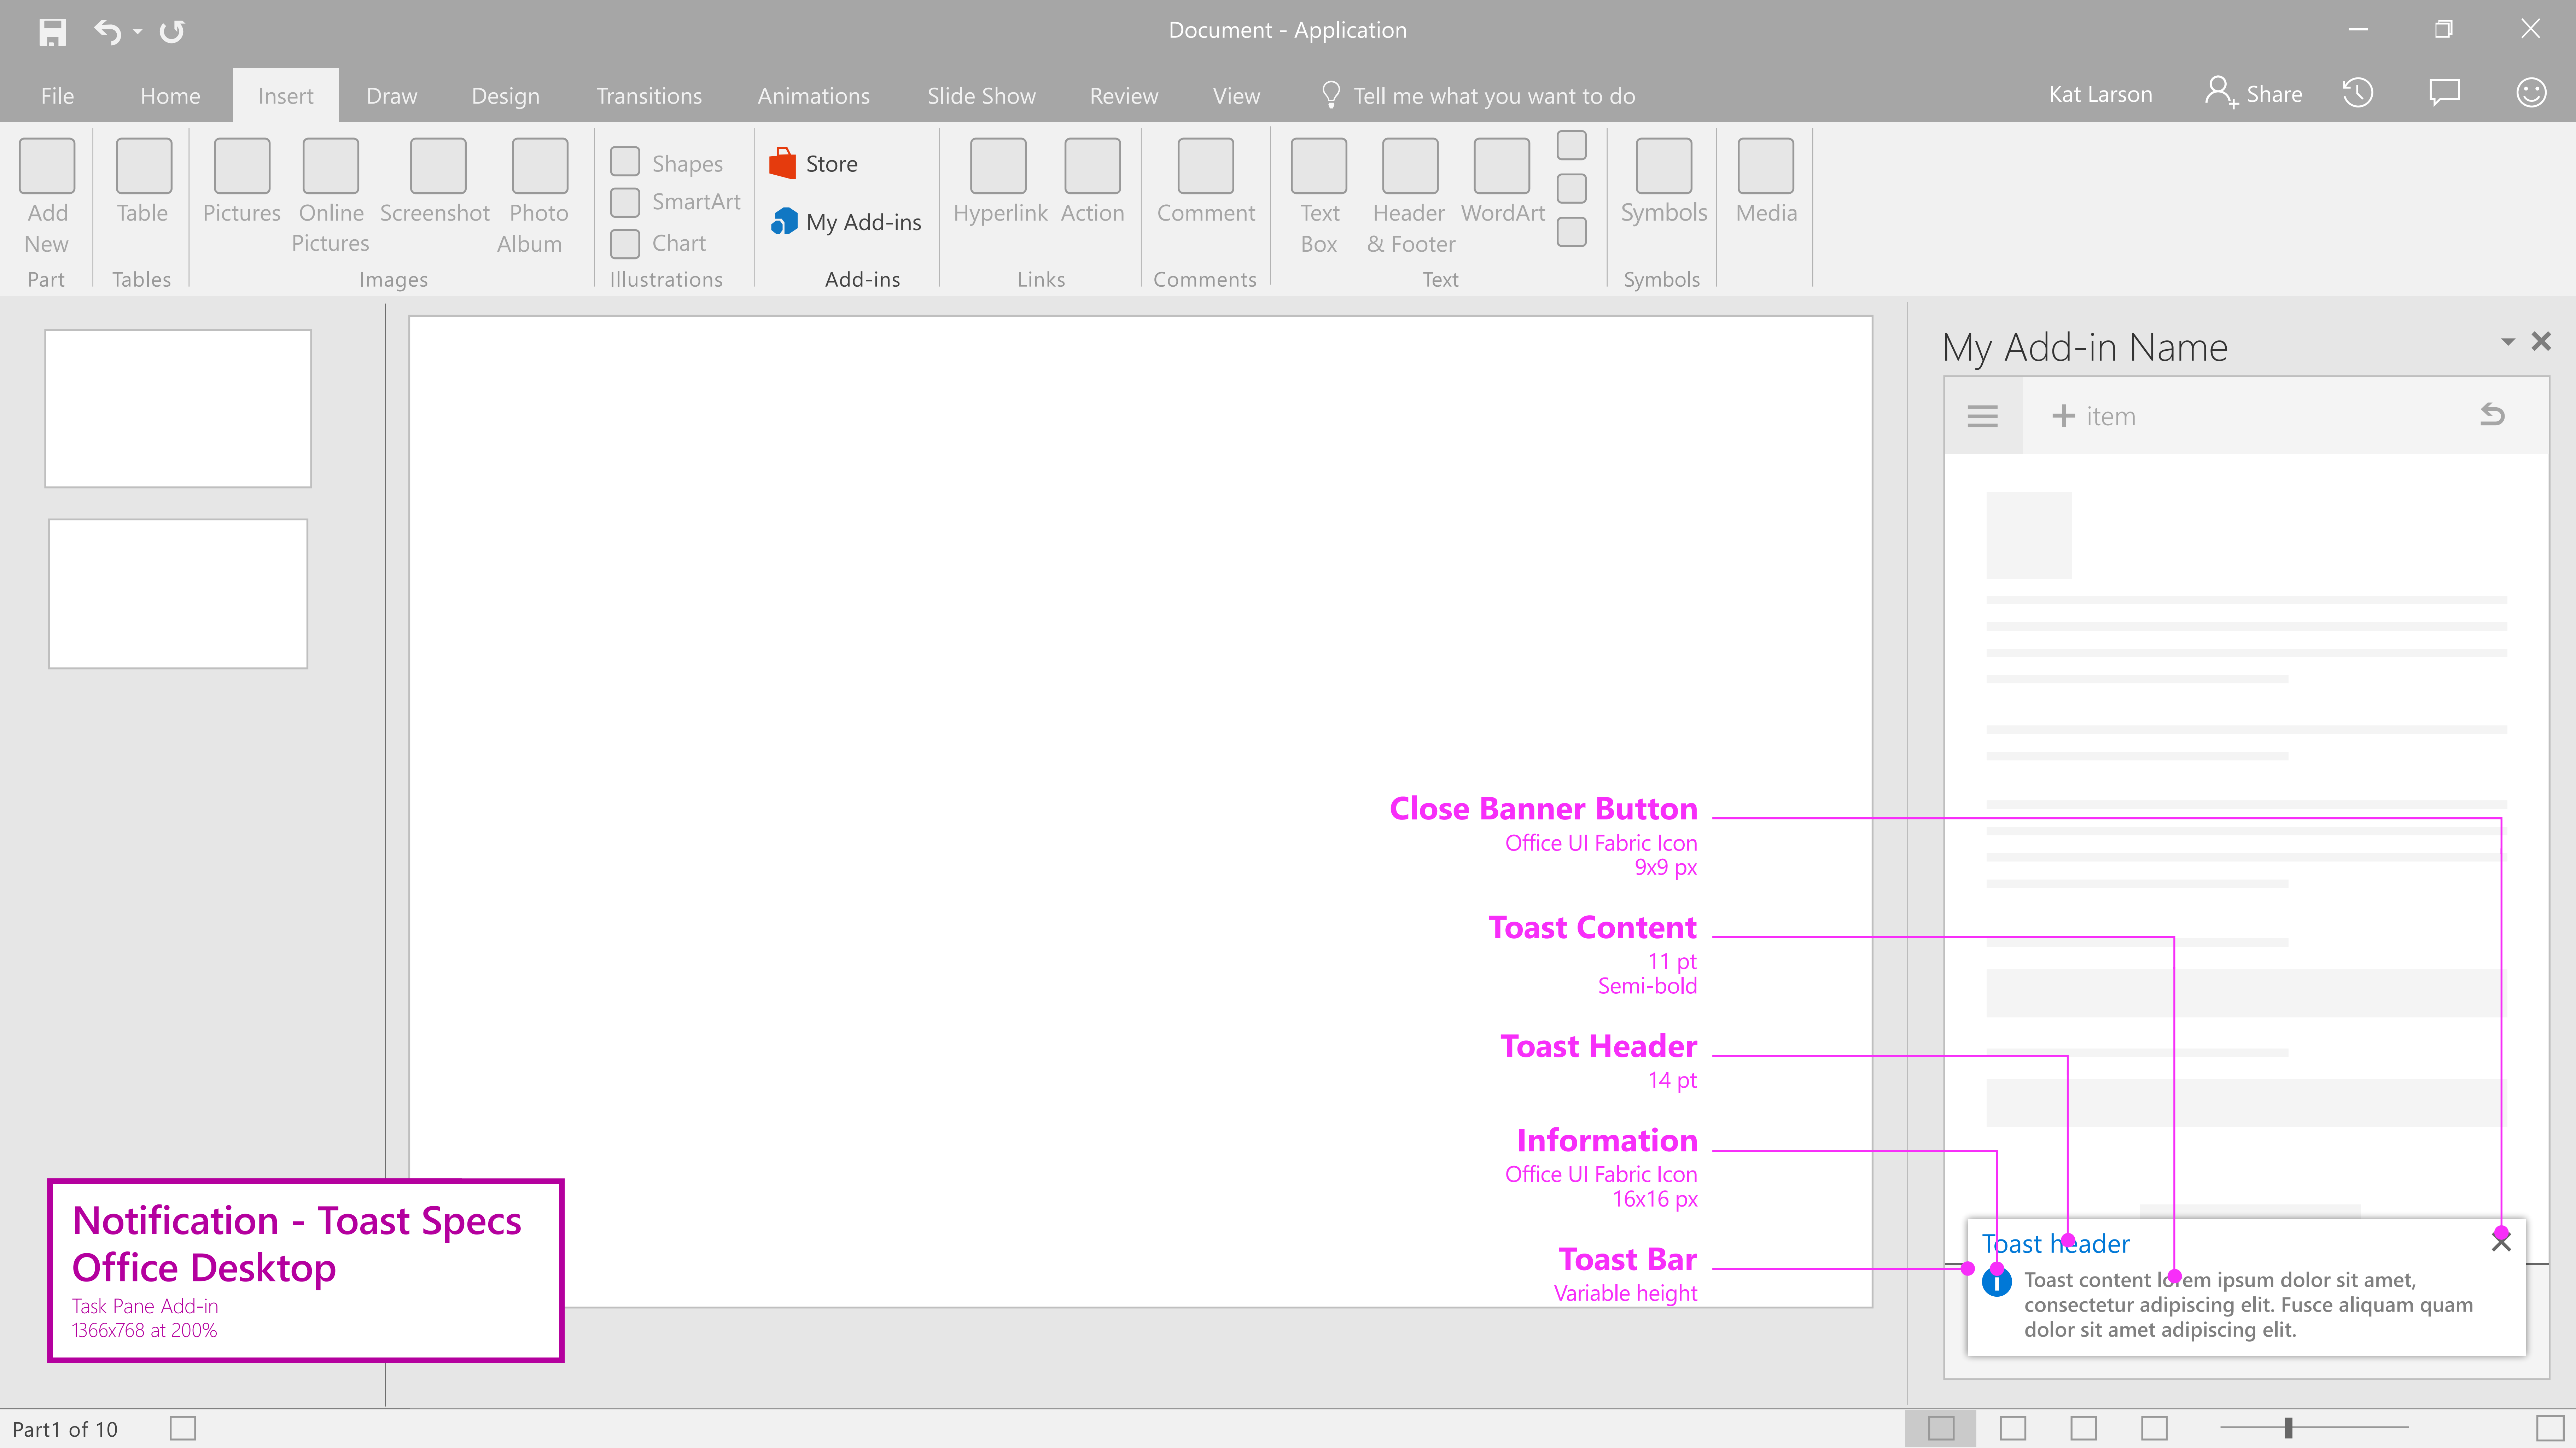 Document - Application
File Home Insert Draw Design Transitions Animations Slide Show Review View Tell me what you want to do Kat Larson Share
Add New
Table
Pictures
Online Pictures
Screenshot
Photo Album
Shapes
SmartArt
Chart
Store
My Add-ins
Hyperlink
Action
Comment
Text Box
Header & Footer
WordArt
Symbols
Media
Part Tables Images Illustrations Add-ins Links Comments Text Symbols
My Add-in Name
item
Close Banner Button
Office UI Fabric Icon
9x9 px
Toast Content
11 pt
Semi-bold
Toast Header
14 pt
Information
Office UI Fabric Icon
16x16 px
Toast Bar
Variable height
Toast header
Toast content lorem ipsum dolor sit amet,
consectetur adipiscing elit. Fusce aliquam quam
dolor sit amet adipiscing elit.
Notification - Toast Specs
Office Desktop
Task Pane Add-in
1366x768 at 200%
Part1 of 10